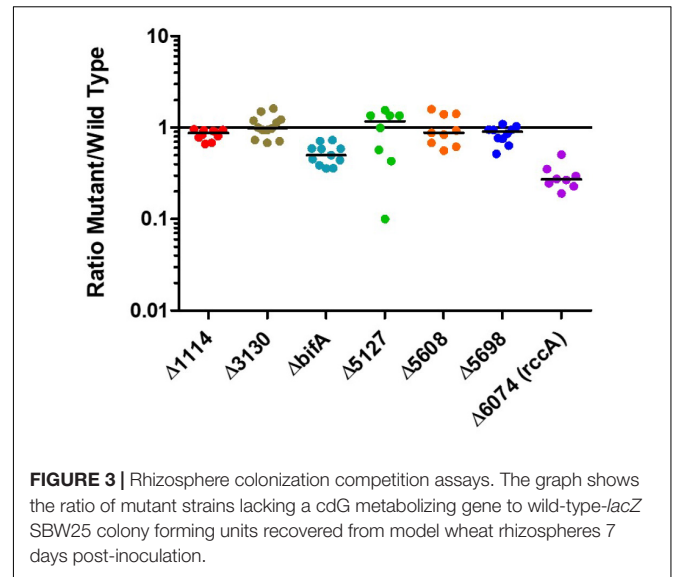 10
1
0.1
0.01
Ratio Mutant/Wild Type
Δ1114
Δ3130
ΔbifA
Δ5127
Δ5608
Δ5698
Δ6074 (rccA)
FIGURE 3 | Rhizosphere colonization competition assays. The graph shows
the ratio of mutant strains lacking a cdG metabolizing gene to wild-type-lacZ
SBW25 colony forming units recovered from model wheat rhizospheres 7
days post-inoculation.